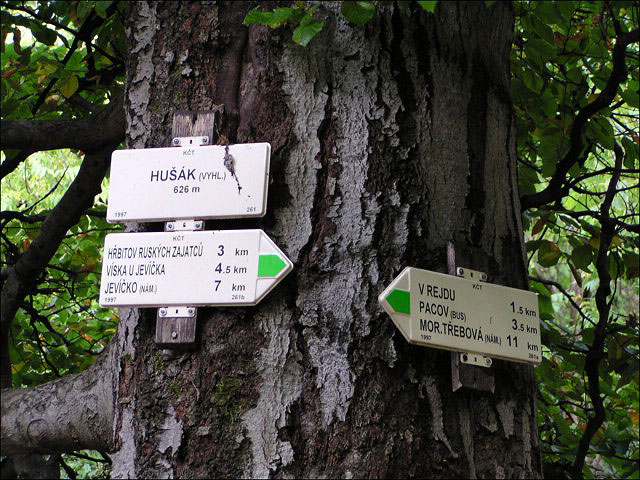 KČT
HUŠÁK (VYHL.)
626 m
1997 261
KČT
HŘBITOV RUSKÝCH ZAJATCŮ 3 km
VÍSKA U JEVÍČKA 4.5 km
JEVÍČKO (NÁM.) 7 km
1997 261b
KČT
V REJDU 1.5 km
PACOV (BUS) 3.5 km
MOR.TŘEBOVÁ (NÁM.) 11 km
1997 261a